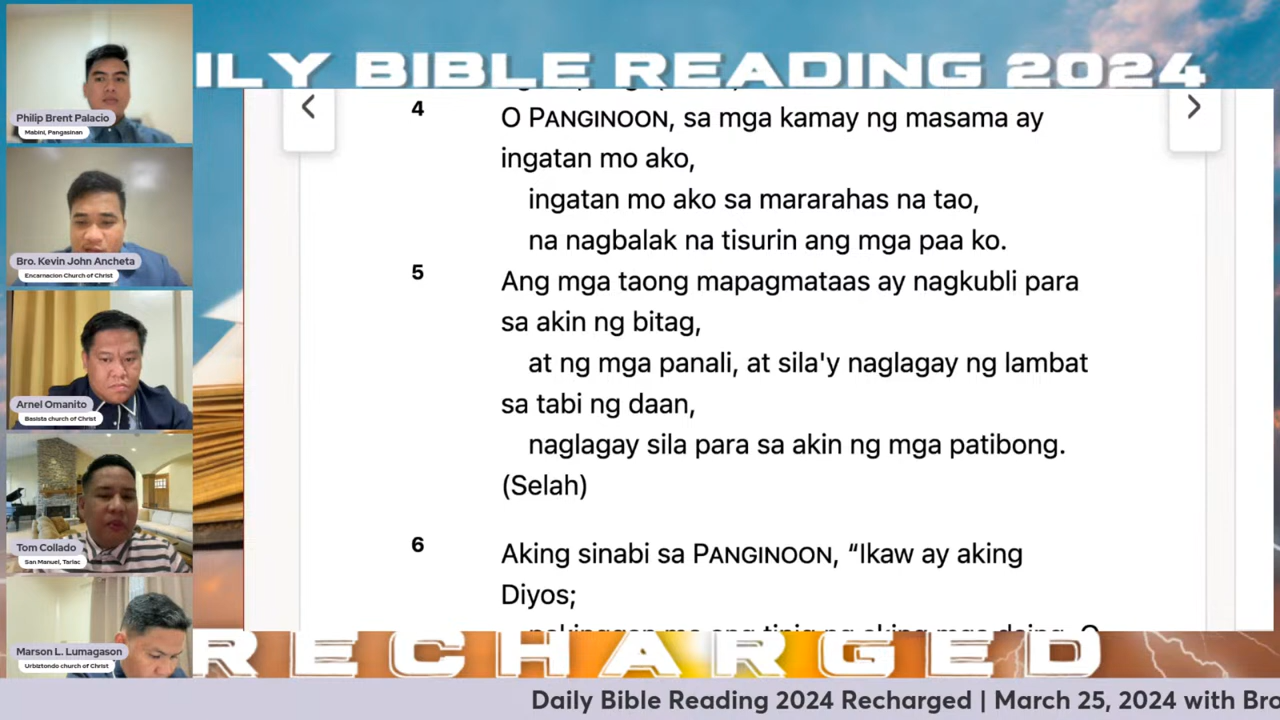 ILY BIBLE READING 2024
4
O PANGINOON, sa mga kamay ng masama ay
ingatan mo ako,
ingatan mo ako sa mararahas na tao,
na nagbalak na tisurin ang mga paa ko.
5
Ang mga taong mapagmataas ay nagkubli para
sa akin ng bitag,
at ng mga panali, at sila'y naglagay ng lambat
sa tabi ng daan,
naglagay sila para sa akin ng mga patibong.
(Selah)
6
Aking sinabi sa PANGINOON, “Ikaw ay aking
Diyos;
RECHARGED
Philip Brent Palacio
Mabini, Pangasinan
Bro. Kevin John Ancheta
Encarnacion Church of Christ
Arnel Omanito
Basista church of Christ
Tom Collado
San Manuel, Tarlac
Marson L. Lumagason
Urbiztondo church of Christ
Daily Bible Reading 2024 Recharged | March 25, 2024 with Bro